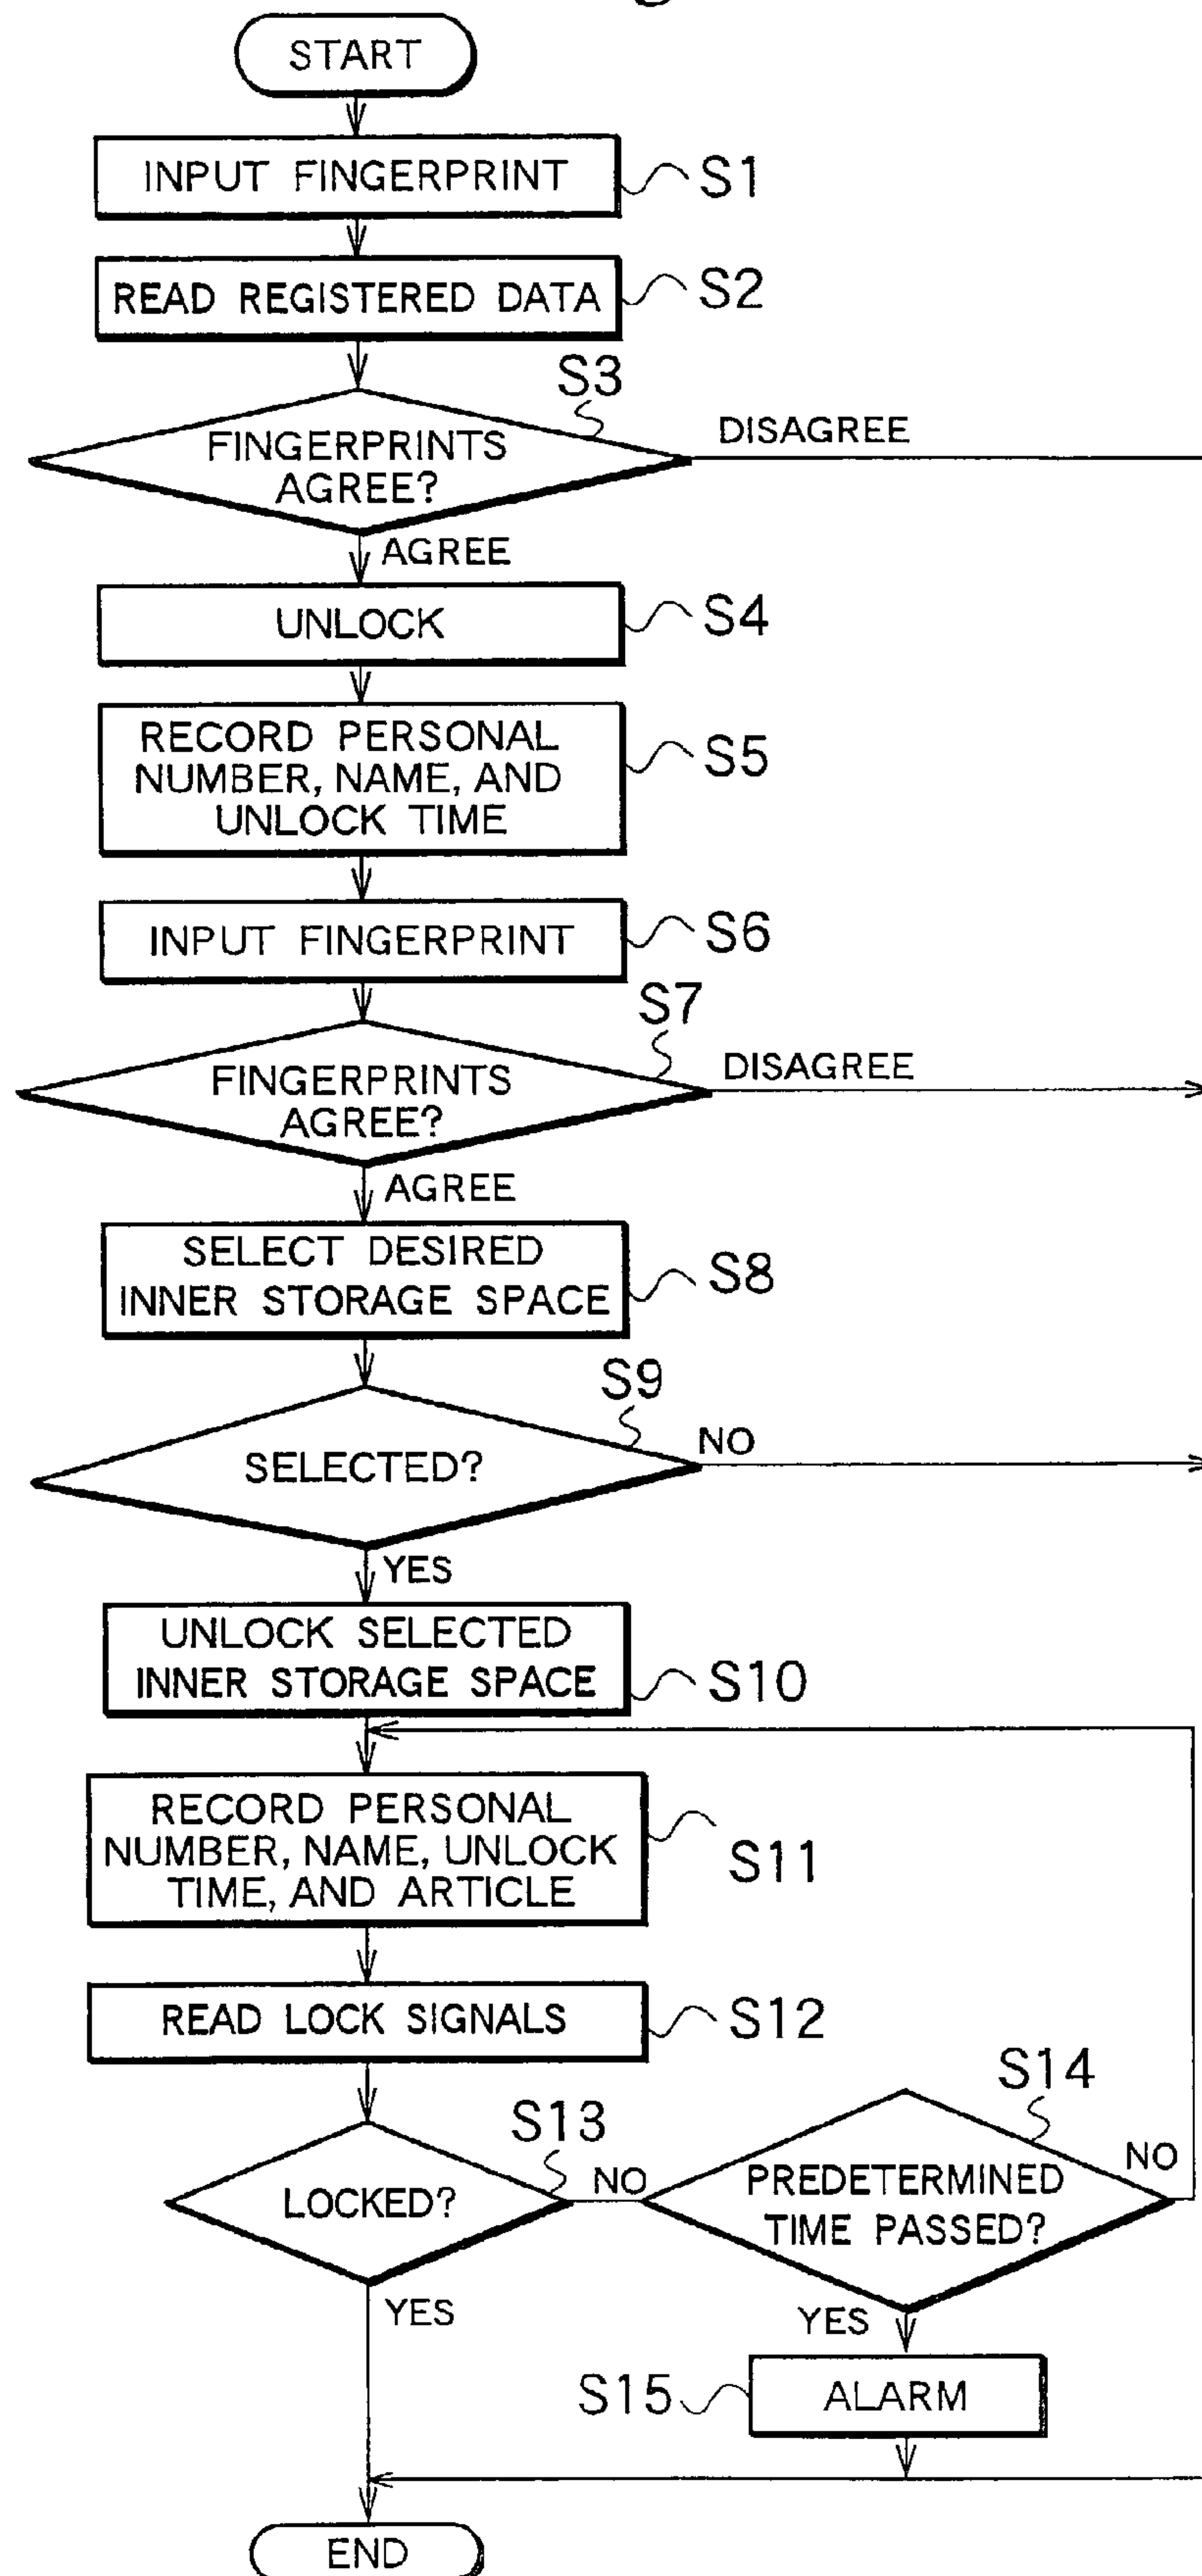 START
INPUT FINGERPRINT
S1
READ REGISTERED DATA
S2
S3
FINGERPRINTS
AGREE?
DISAGREE
AGREE
UNLOCK
S4
RECORD PERSONAL
NUMBER, NAME, AND
UNLOCK TIME
S5
INPUT FINGERPRINT
S6
S7
FINGERPRINTS
AGREE?
DISAGREE
AGREE
SELECT DESIRED
INNER STORAGE SPACE
S8
S9
SELECTED?
NO
YES
UNLOCK SELECTED
INNER STORAGE SPACE
S10
RECORD PERSONAL
NUMBER, NAME, UNLOCK
TIME, AND ARTICLE
S11
READ LOCK SIGNALS
S12
S13
LOCKED?
NO
YES
S14
PREDETERMINED
TIME PASSED?
NO
YES
S15
ALARM
END